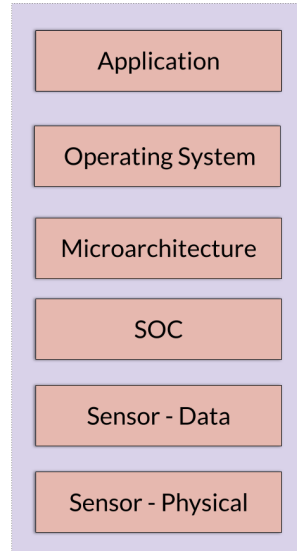 Application
Operating System
Microarchitecture
SOC
Sensor - Data
Sensor - Physical